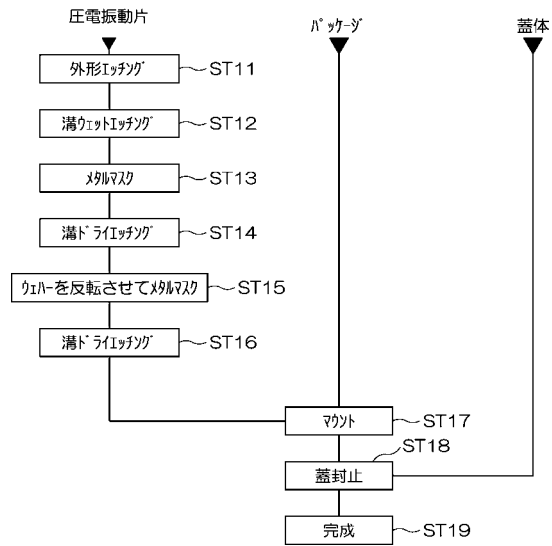 圧電振動片
ﾊﾟｯｹｰｼﾞ
蓋体
外形ｴｯﾁﾝｸﾞ ST11
溝ｳｪｯﾄｴｯﾁﾝｸﾞ ST12
ﾒﾀﾙﾏｽｸ ST13
溝ﾄﾞﾗｲｴｯﾁﾝｸﾞ ST14
ｳｪﾊｰを反転させてﾒﾀﾙﾏｽｸ ST15
溝ﾄﾞﾗｲｴｯﾁﾝｸﾞ ST16
ﾏｳﾝﾄ ST17
蓋封止 ST18
完成 ST19